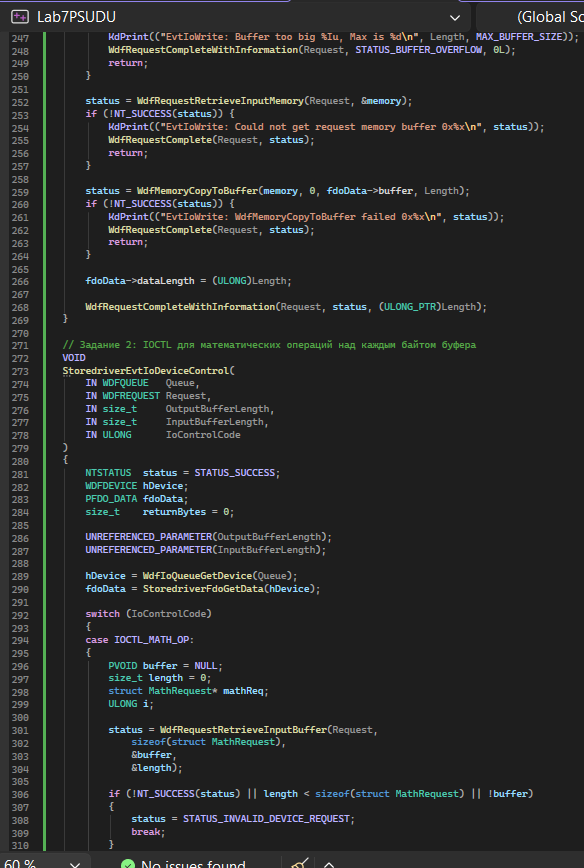 Lab7PSUDU
(Global Sc
247 KdPrint(("EvtIoWrite: Buffer too big %Iu, Max is %d\n", Length, MAX_BUFFER_SIZE));
248 WdfRequestCompleteWithInformation(Request, STATUS_BUFFER_OVERFLOW, 0L);
249 return;
250 }
251
252 status = WdfRequestRetrieveInputMemory(Request, &memory);
253 if (!NT_SUCCESS(status)) {
254 KdPrint(("EvtIoWrite: Could not get request memory buffer 0x%x\n", status));
255 WdfRequestComplete(Request, status);
256 return;
257 }
258
259 status = WdfMemoryCopyToBuffer(memory, 0, fdoData->buffer, Length);
260 if (!NT_SUCCESS(status)) {
261 KdPrint(("EvtIoWrite: WdfMemoryCopyToBuffer failed 0x%x\n", status));
262 WdfRequestComplete(Request, status);
263 return;
264 }
265
266 fdoData->dataLength = (ULONG)Length;
267
268 WdfRequestCompleteWithInformation(Request, status, (ULONG_PTR)Length);
269 }
270
271 // Задание 2: IOCTL для математических операций над каждым байтом буфера
272 VOID
273 StoredriverEvtIoDeviceControl(
274 IN WDFQUEUE Queue,
275 IN WDFREQUEST Request,
276 IN size_t OutputBufferLength,
277 IN size_t InputBufferLength,
278 IN ULONG IoControlCode
279 )
280 {
281 NTSTATUS status = STATUS_SUCCESS;
282 WDFDEVICE hDevice;
283 PFDO_DATA fdoData;
284 size_t returnBytes = 0;
285
286 UNREFERENCED_PARAMETER(OutputBufferLength);
287 UNREFERENCED_PARAMETER(InputBufferLength);
288
289 hDevice = WdfIoQueueGetDevice(Queue);
290 fdoData = StoredriverFdoGetData(hDevice);
291
292 switch (IoControlCode)
293 {
294 case IOCTL_MATH_OP:
295 {
296 PVOID buffer = NULL;
297 size_t length = 0;
298 struct MathRequest* mathReq;
299 ULONG i;
300
301 status = WdfRequestRetrieveInputBuffer(Request,
302 sizeof(struct MathRequest),
303 &buffer,
304 &length);
305
306 if (!NT_SUCCESS(status) || length < sizeof(struct MathRequest) || !buffer)
307 {
308 status = STATUS_INVALID_DEVICE_REQUEST;
309 break;
310 }
60 %
No issues found